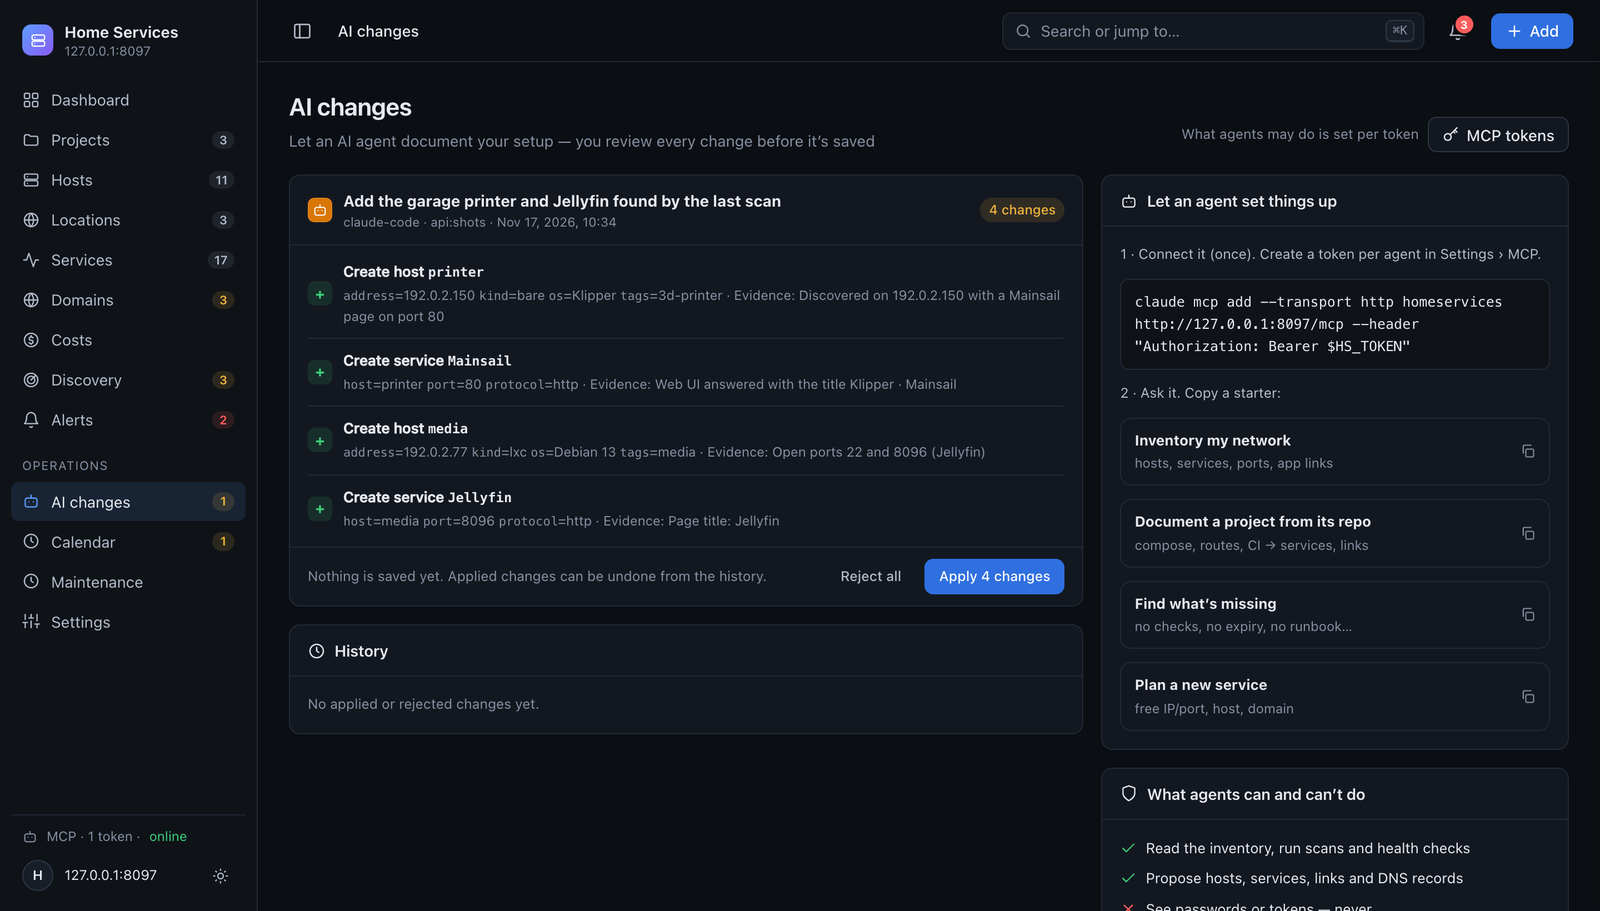 Home Services
127.0.0.1:8097
Dashboard
Projects 3
Hosts 11
Locations 3
Services 17
Domains 3
Costs
Discovery 3
Alerts 2
OPERATIONS
AI changes 1
Calendar 1
Maintenance
Settings
MCP · 1 token · online
H 127.0.0.1:8097
AI changes
Search or jump to... ⌘K
3
+ Add
AI changes
Let an AI agent document your setup — you review every change before it’s saved
What agents may do is set per token
MCP tokens
Add the garage printer and Jellyfin found by the last scan
claude-code · api:shots · Nov 17, 2026, 10:34
4 changes
Create host printer
address=192.0.2.150 kind=bare os=Klipper tags=3d-printer · Evidence: Discovered on 192.0.2.150 with a Mainsail
page on port 80
Create service Mainsail
host=printer port=80 protocol=http · Evidence: Web UI answered with the title Klipper · Mainsail
Create host media
address=192.0.2.77 kind=lxc os=Debian 13 tags=media · Evidence: Open ports 22 and 8096 (Jellyfin)
Create service Jellyfin
host=media port=8096 protocol=http · Evidence: Page title: Jellyfin
Nothing is saved yet. Applied changes can be undone from the history.
Reject all
Apply 4 changes
History
No applied or rejected changes yet.
Let an agent set things up
1 · Connect it (once). Create a token per agent in Settings › MCP.
claude mcp add --transport http homeservices
http://127.0.0.1:8097/mcp --header
"Authorization: Bearer $HS_TOKEN"
2 · Ask it. Copy a starter:
Inventory my network
hosts, services, ports, app links
Document a project from its repo
compose, routes, CI → services, links
Find what’s missing
no checks, no expiry, no runbook…
Plan a new service
free IP/port, host, domain
What agents can and can’t do
Read the inventory, run scans and health checks
Propose hosts, services, links and DNS records
See passwords or tokens — never